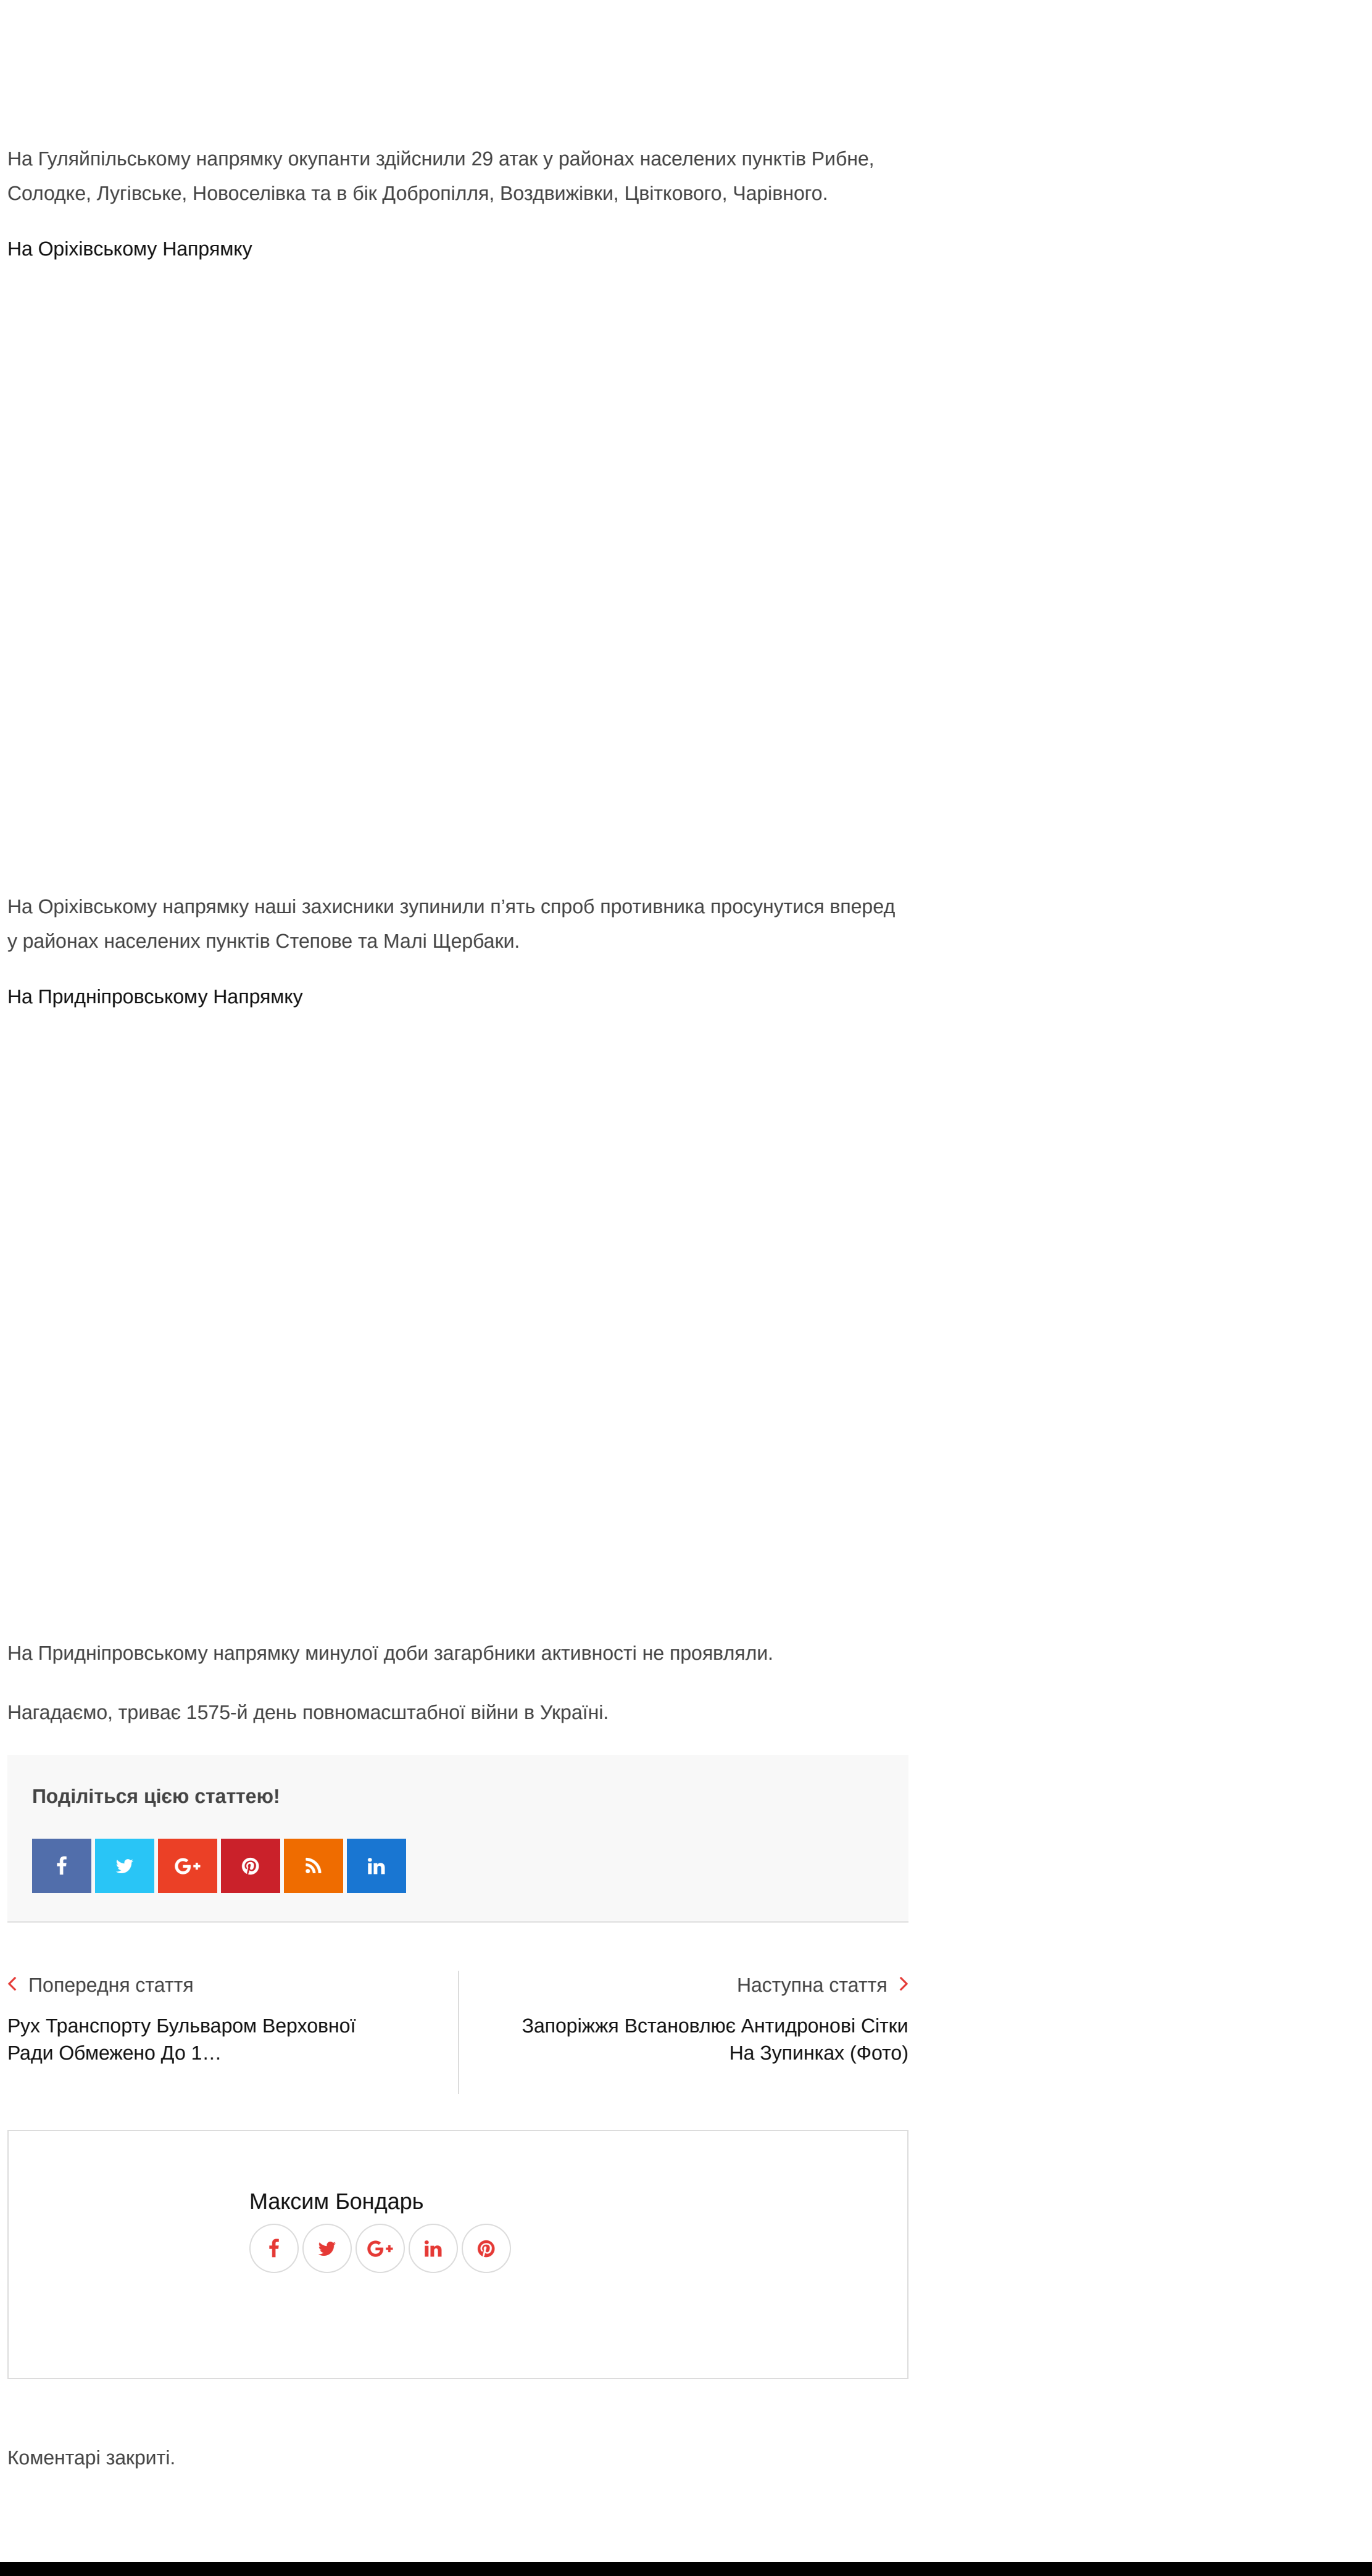 На Гуляйпільському напрямку окупанти здійснили 29 атак у районах населених пунктів Рибне,
Солодке, Лугівське, Новоселівка та в бік Добропілля, Воздвижівки, Цвіткового, Чарівного.
На Оріхівському Напрямку
На Оріхівському напрямку наші захисники зупинили п’ять спроб противника просунутися вперед
у районах населених пунктів Степове та Малі Щербаки.
На Придніпровському Напрямку
На Придніпровському напрямку минулої доби загарбники активності не проявляли.
Нагадаємо, триває 1575-й день повномасштабної війни в Україні.
Поділіться цією статтею!
Попередня стаття
Рух Транспорту Бульваром Верховної
Ради Обмежено До 1…
Наступна стаття
Запоріжжя Встановлює Антидронові Сітки
На Зупинках (Фото)
Максим Бондарь
Коментарі закриті.